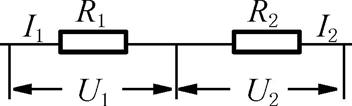 I₁ R₁ R₂ I₂
U₁ U₂